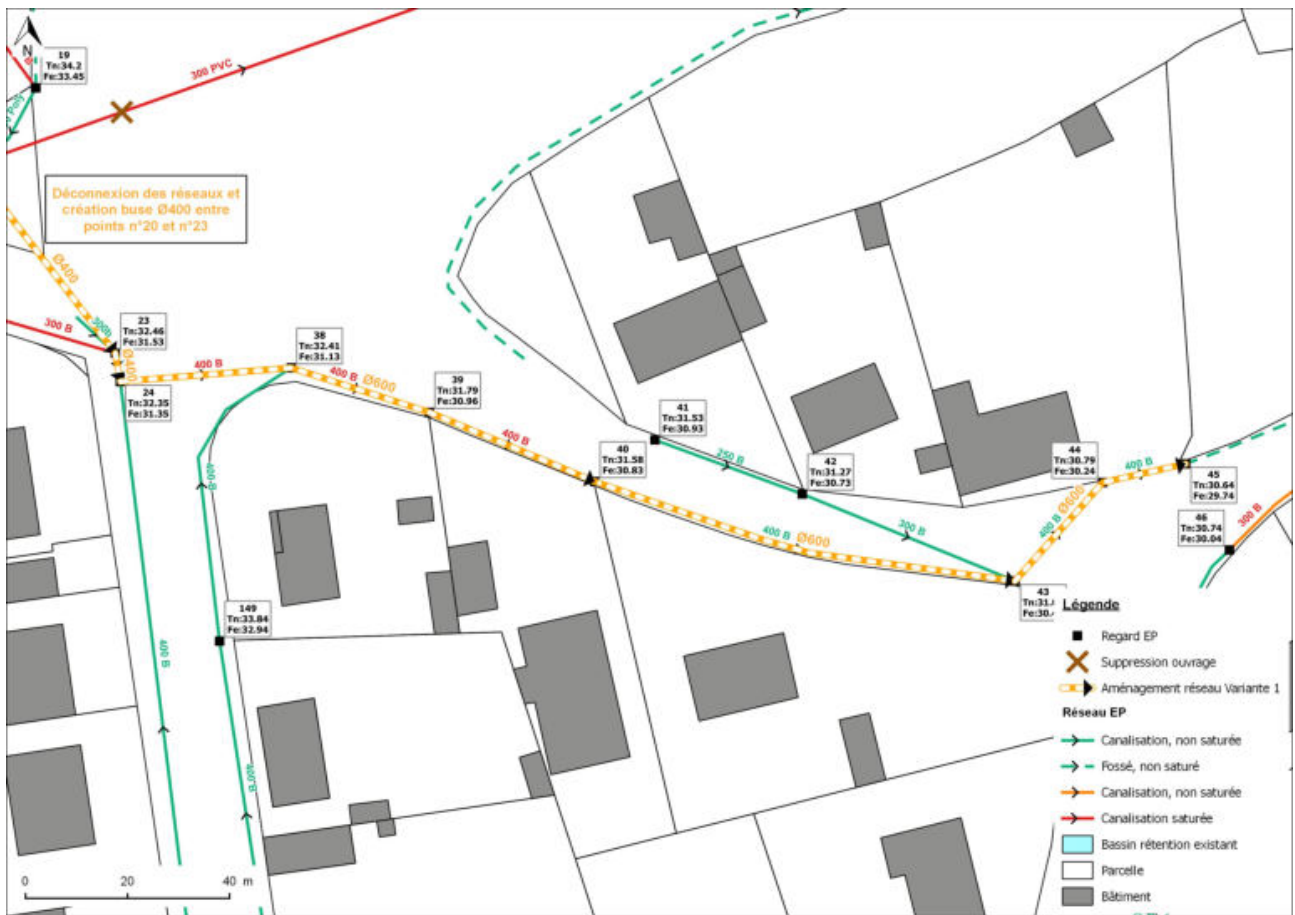 N
19
Tn:34.2
Fe:33.45
300 PVC
Poly
Déconnexion des réseaux et
création buse Ø400 entre
points n°20 et n°23
Ø400
300 B
300B
23
Tn:32.46
Fe:31.53
Ø400
24
Tn:32.35
Fe:31.35
400 B
38
Tn:32.41
Fe:31.13
400 B
Ø600
39
Tn:31.79
Fe:30.96
400 B
40
Tn:31.58
Fe:30.83
41
Tn:31.53
Fe:30.93
250 B
42
Tn:31.27
Fe:30.73
300 B
400 B
Ø600
44
Tn:30.79
Fe:30.24
400 B
45
Tn:30.64
Fe:29.74
400 B
Ø600
46
Tn:30.74
Fe:30.04
300 B
43
Tn:31.
Fe:30.
400 B
149
Tn:33.84
Fe:32.94
400 B
400 B
Légende
Regard EP
Suppression ouvrage
Aménagement réseau Variante 1
Réseau EP
Canalisation, non saturée
Fossé, non saturé
Canalisation, non saturée
Canalisation saturée
Bassin rétention existant
Parcelle
Bâtiment
0 20 40 m